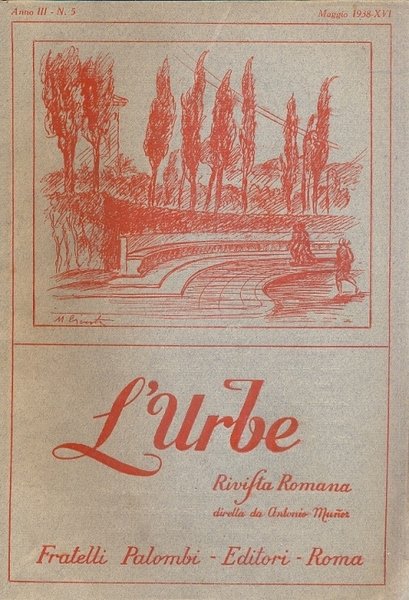 Anno III - N. 5
Maggio 1938-XVI
L'Urbe
Rivista Romana
diretta da Antonio Muñoz
Fratelli Palombi - Editori - Roma